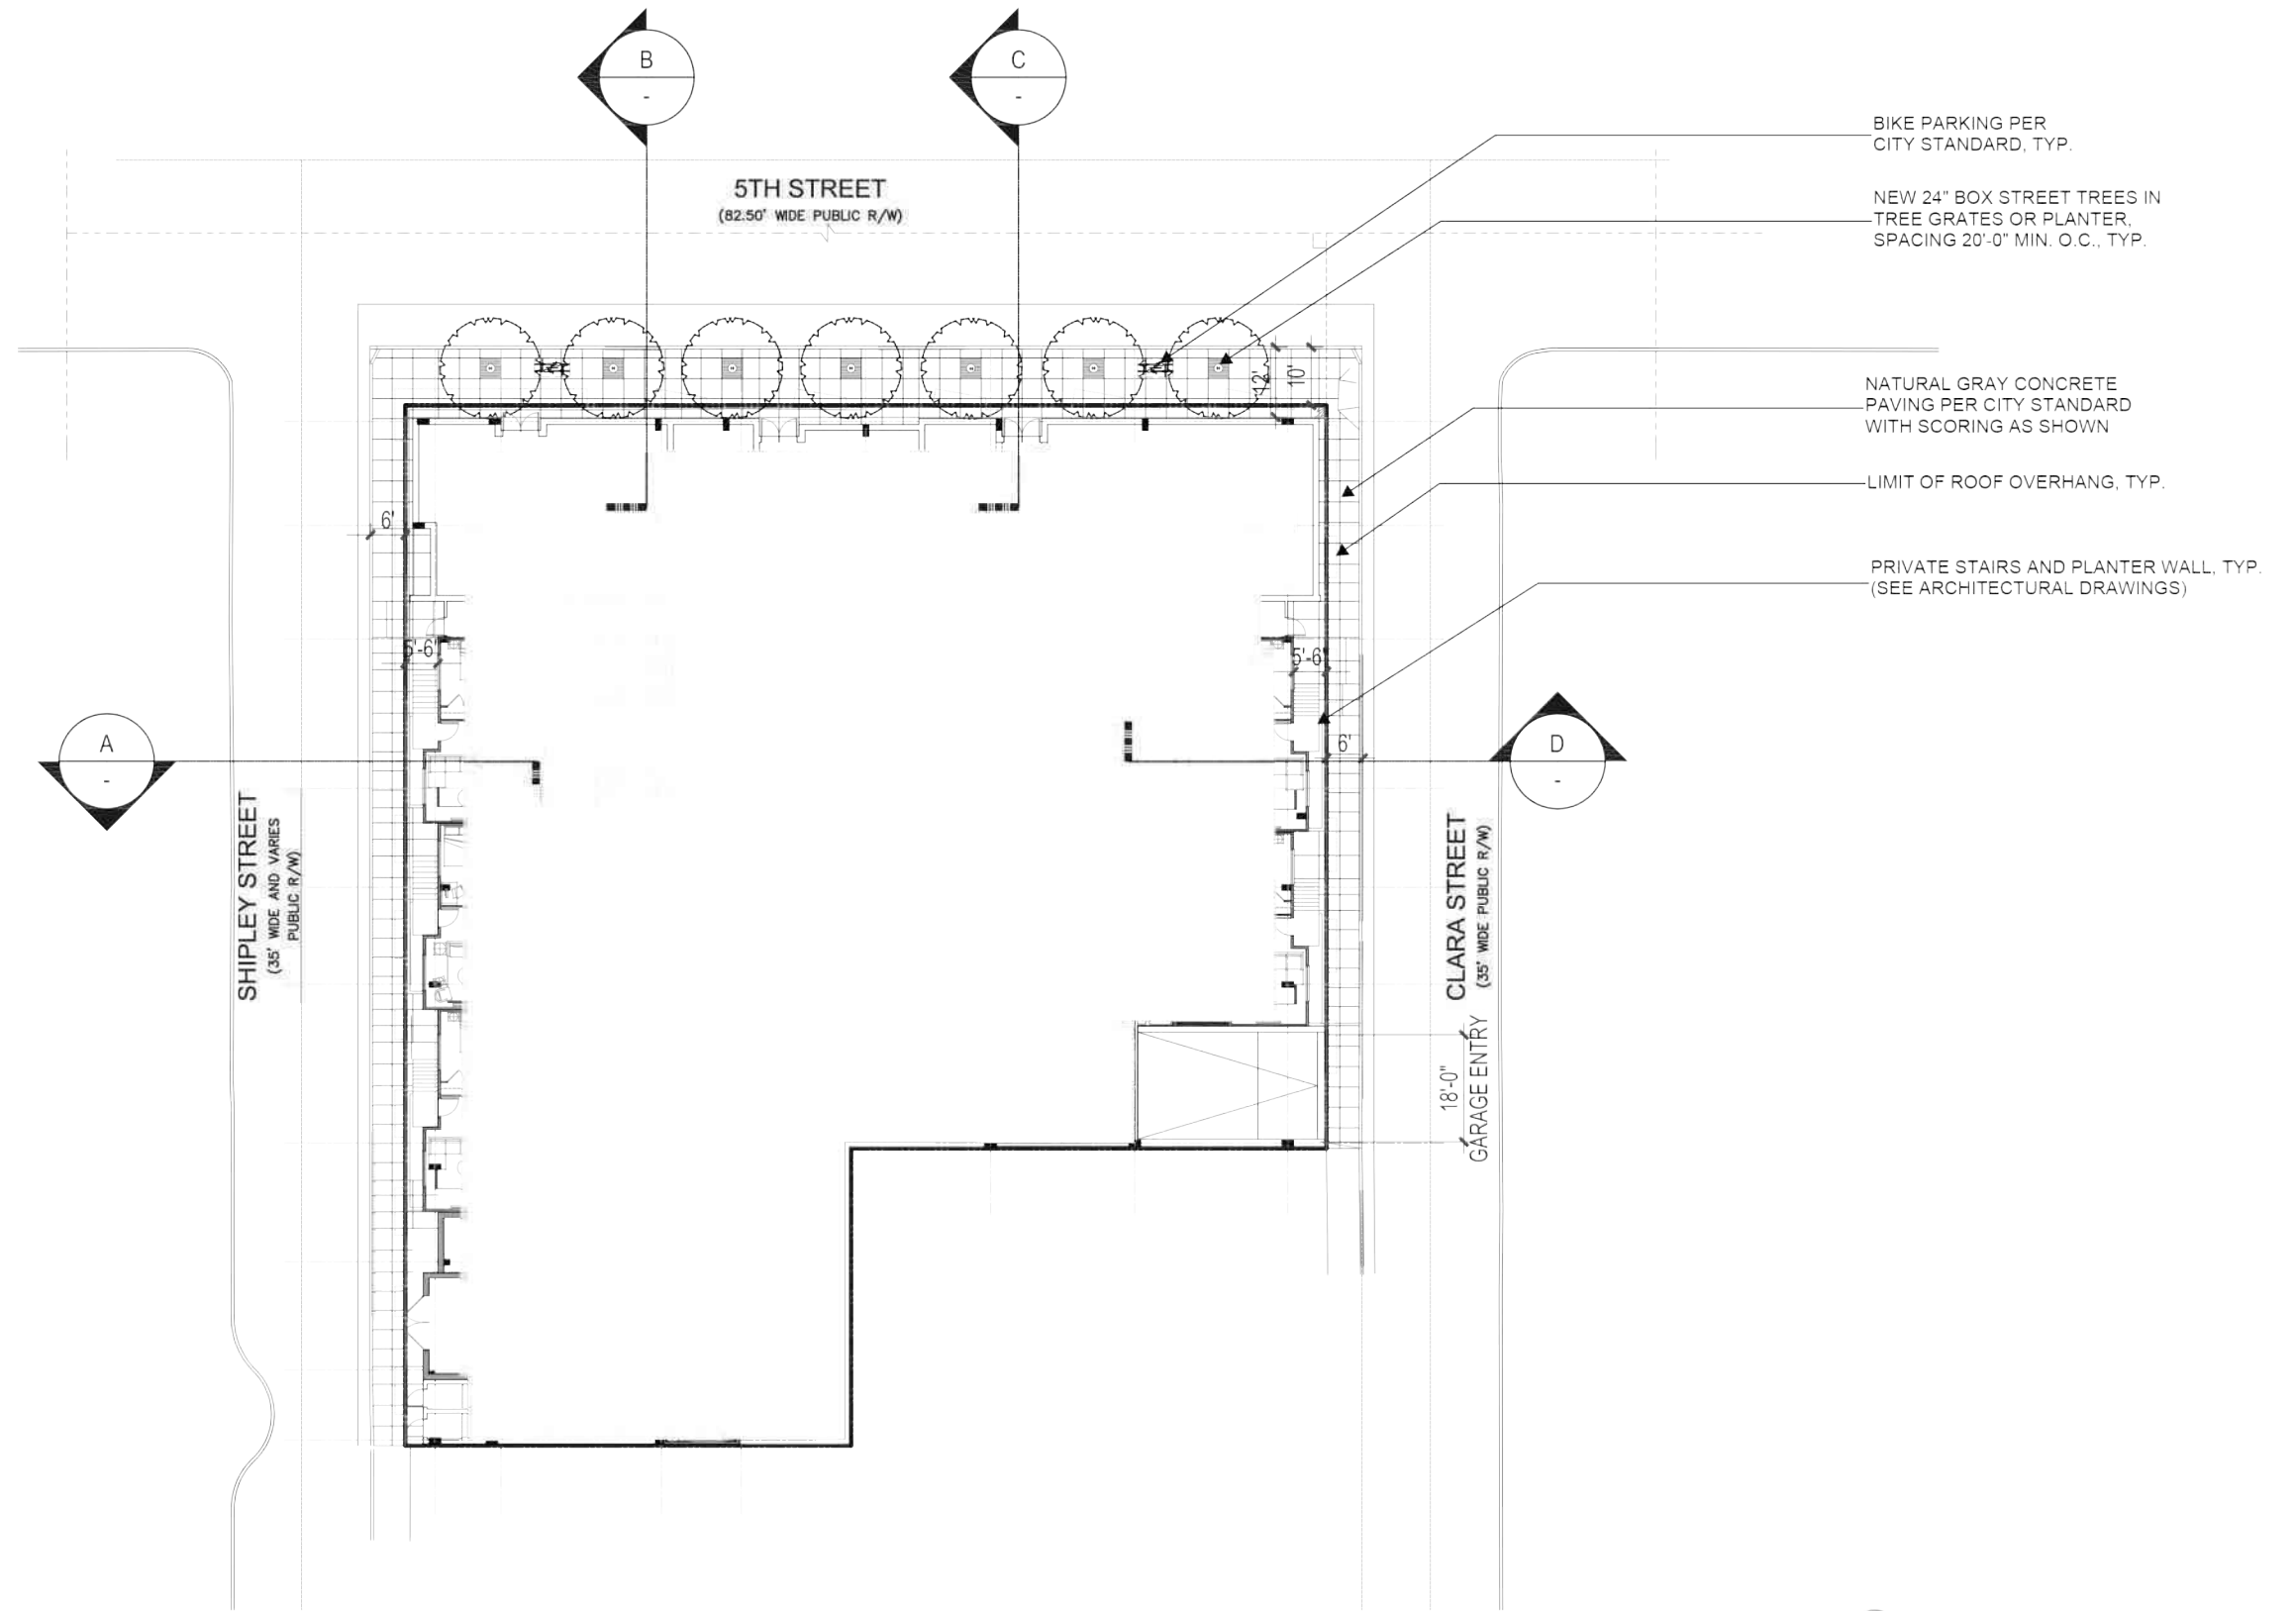 B
-
C
-
BIKE PARKING PER
CITY STANDARD, TYP.
5TH STREET
(82.50' WIDE PUBLIC R/W)
NEW 24" BOX STREET TREES IN
TREE GRATES OR PLANTER,
SPACING 20'-0" MIN. O.C., TYP.
12'
10'
NATURAL GRAY CONCRETE
PAVING PER CITY STANDARD
WITH SCORING AS SHOWN
LIMIT OF ROOF OVERHANG, TYP.
6'
PRIVATE STAIRS AND PLANTER WALL, TYP.
(SEE ARCHITECTURAL DRAWINGS)
5'-6"
5'-6"
6'
A
-
D
-
SHIPLEY STREET
(35' WIDE AND VARIES
PUBLIC R/W)
CLARA STREET
(35' WIDE PUBLIC R/W)
18'-0"
GARAGE ENTRY